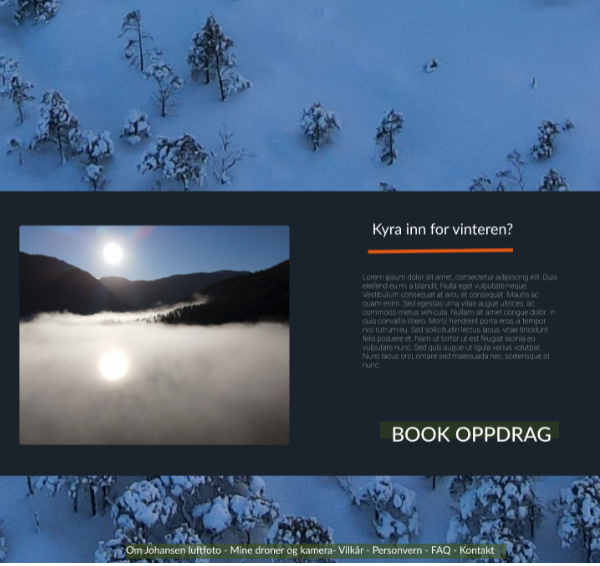 Kyra inn for vinteren?
Lorem ipsum dolor sit amet, consectetur adipiscing elit. Duis
eleifend eu mi a blandit. Nulla eget vulputate neque.
Vestibulum consequat at arcu et consequat. Mauris ac
cuam enim. Sed egestas urna vitae augue ultrices, ac
commodo metus vehicula. Nullam sit amet congue dolor, in
quis convallis libero. Morbi hendrerit porta eros, a tempor
nisi rutrum eu. Sed sollicitudin lectus lacus, vitae tincidunt
felis posuere et. Nam ut tortor ut est feugiat lacinia eu
vulputate nunc. Sed quis augue ut ligula varius volutpat.
Nunc lacus orci, ornare sed malesuada nec, scelerisque at
nunc.
BOOK OPPDRAG
Om Johansen luftfoto - Mine droner og kamera- Vilkår - Personvern - FAQ - Kontakt